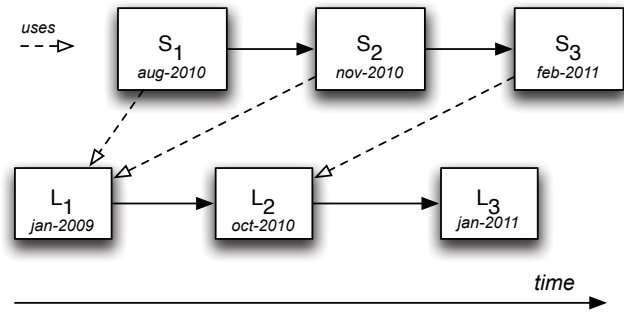 uses
S1
aug-2010
S2
nov-2010
S3
feb-2011
L1
jan-2009
L2
oct-2010
L3
jan-2011
time